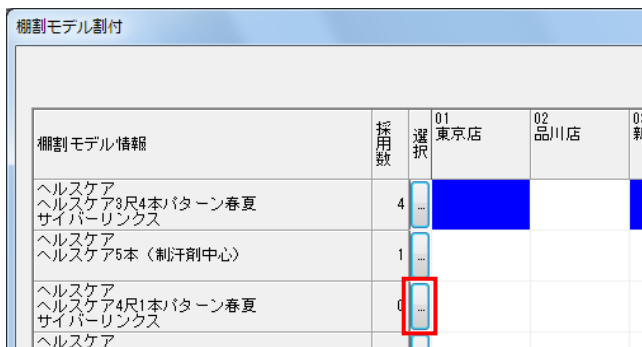 棚割モデル割付
棚割モデル情報
採用数
選択
01
東京店
02
品川店
ヘルスケア
ヘルスケア3尺4本パターン春夏
サイバーリンクス
4
...
ヘルスケア
ヘルスケア5本（制汗剤中心）
1
...
ヘルスケア
ヘルスケア4尺1本パターン春夏
サイバーリンクス
0
...
ヘルスケア